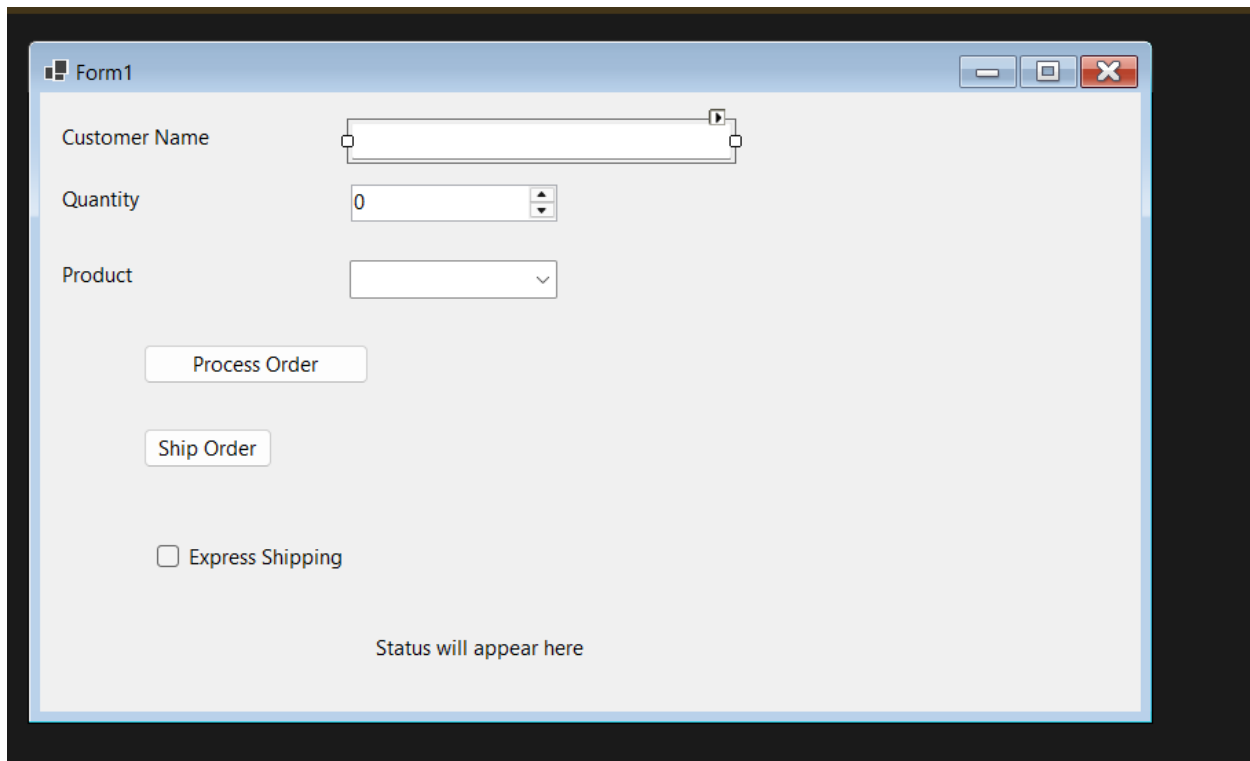 Form1
Customer Name
Quantity
0
Product
Process Order
Ship Order
Express Shipping
Status will appear here